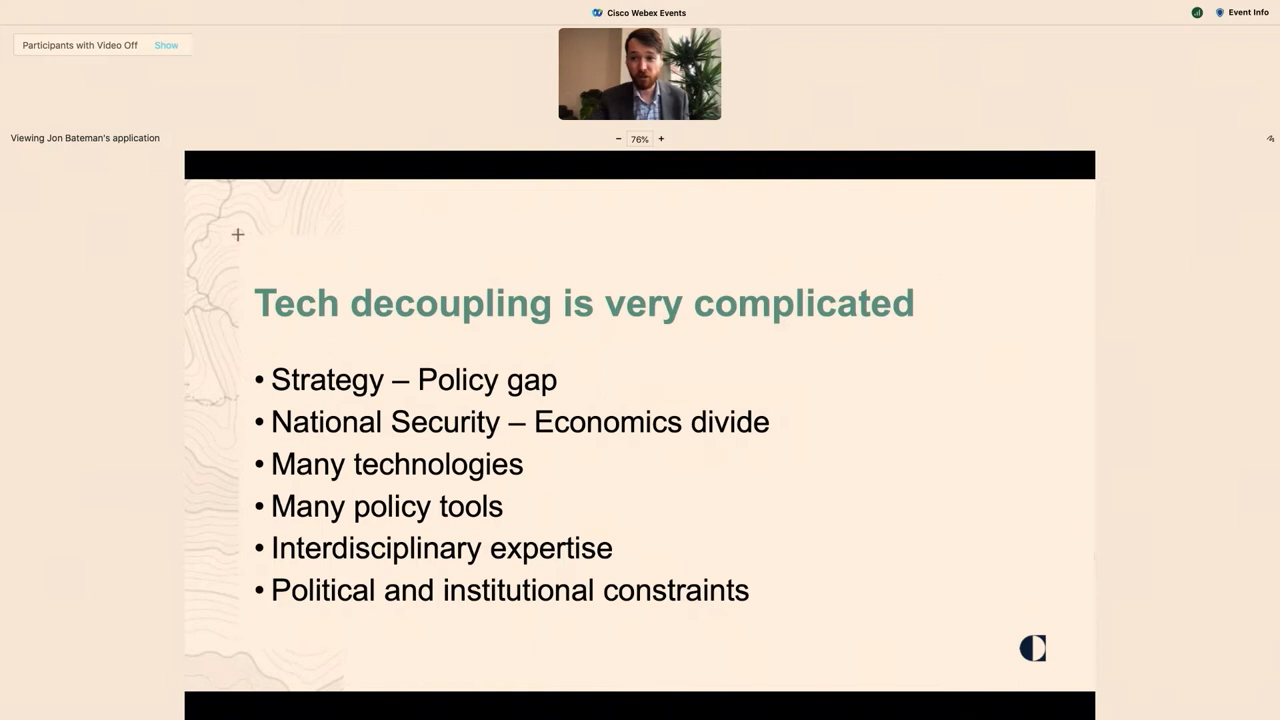 Cisco Webex Events
Event Info
Participants with Video Off Show
Viewing Jon Bateman's application
− 76% +
Tech decoupling is very complicated
• Strategy – Policy gap
• National Security – Economics divide
• Many technologies
• Many policy tools
• Interdisciplinary expertise
• Political and institutional constraints